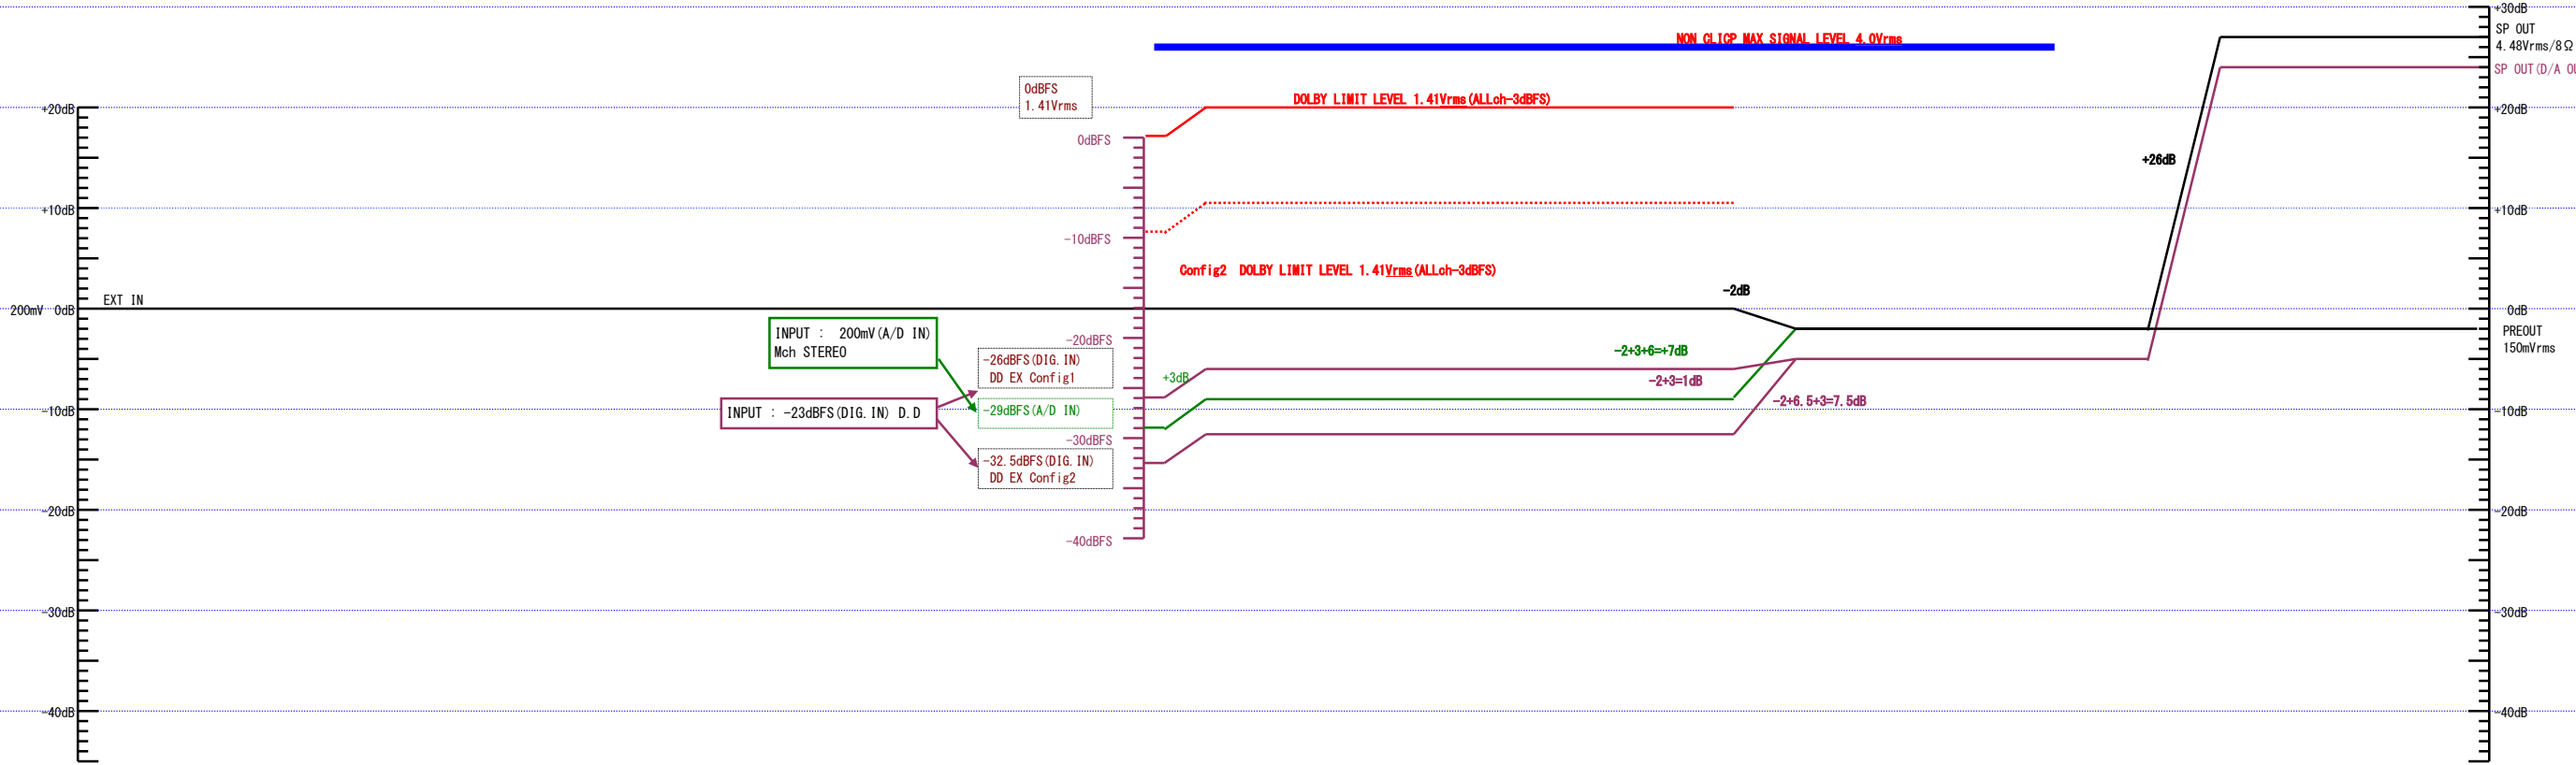 +30dB
SP OUT
4.48Vrms/8Ω
NON CLICP MAX SIGNAL LEVEL 4.0Vrms
SP OUT(D/A OU
0dBFS
1.41Vrms
DOLBY LIMIT LEVEL 1.41Vrms(ALLch-3dBFS)
+20dB
+20dB
0dBFS
+26dB
+10dB
+10dB
-10dBFS
Config2 DOLBY LIMIT LEVEL 1.41Vrms(ALLch-3dBFS)
-2dB
EXT IN
200mV 0dB
0dB
INPUT : 200mV(A/D IN)
Mch STEREO
-20dBFS
PREOUT
150mVrms
-26dBFS(DIG.IN)
DD EX Config1
-2+3+6=+7dB
+3dB
-2+3=1dB
-2+6.5+3=7.5dB
-10dB
INPUT : -23dBFS(DIG.IN) D.D
-29dBFS(A/D IN)
-10dB
-30dBFS
-32.5dBFS(DIG.IN)
DD EX Config2
-20dB
-20dB
-40dBFS
-30dB
-30dB
-40dB
-40dB